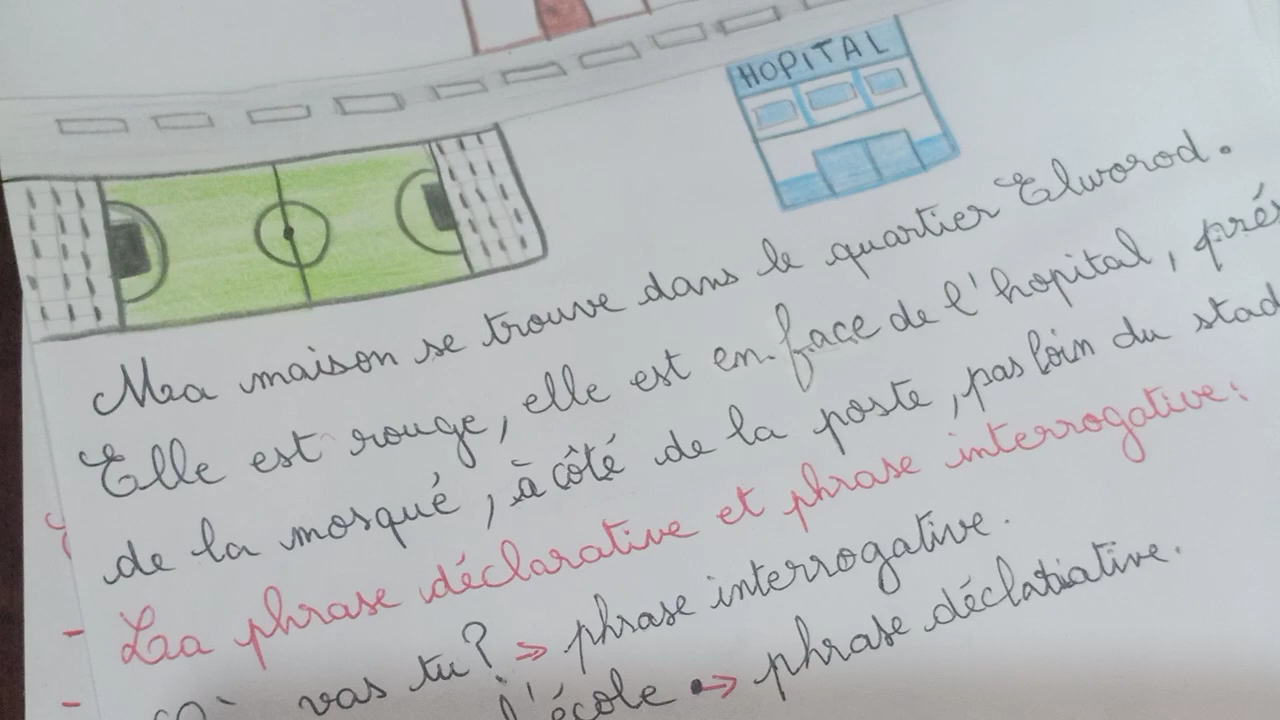 HOPITAL
Ma maison se trouve dans le quartier Elworod.
Elle est rouge, elle est en face de l'hopital, prés
de la mosqué, à côté de la poste, pas loin du stad
- La phrase déclarative et phrase interrogative:
- Où vas tu? => phrase interrogative.
l'école → phrase déclatiative.